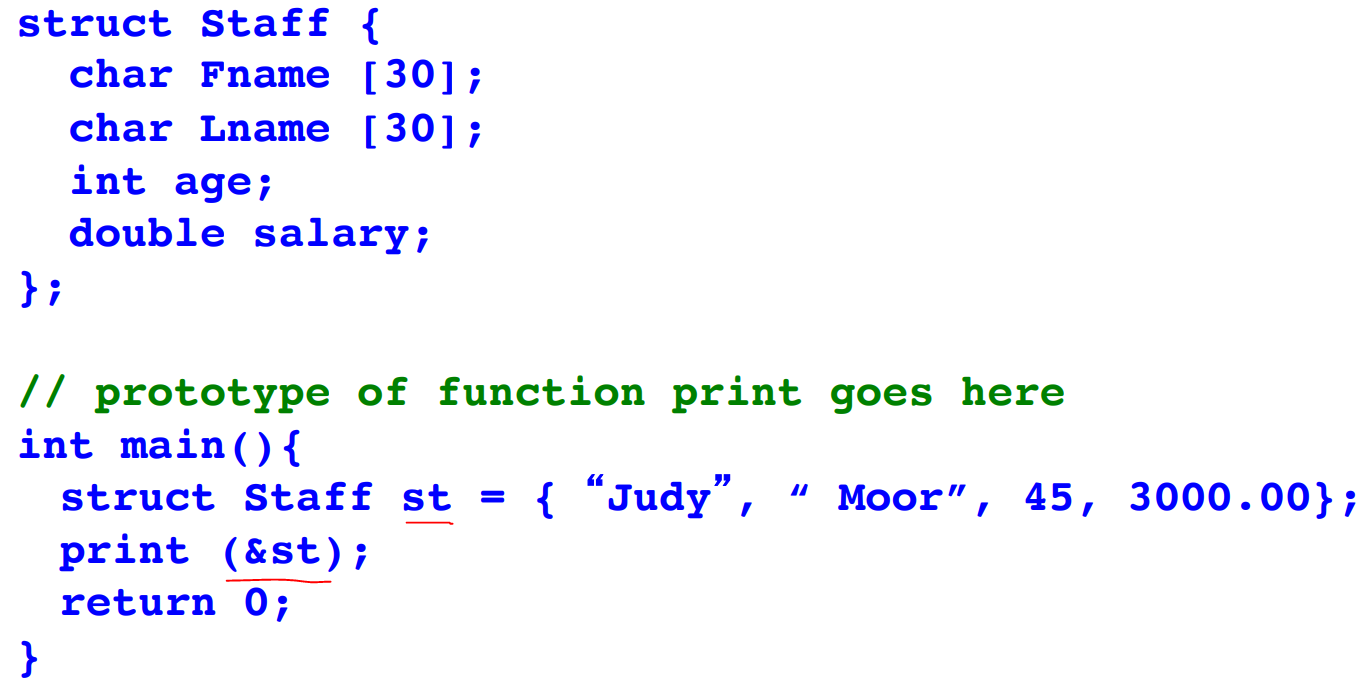 struct Staff {
char Fname [30];
char Lname [30];
int age;
double salary;
};
// prototype of function print goes here
int main(){
struct Staff st = { “Judy”, “ Moor”, 45, 3000.00};
print (&st);
return 0;
}